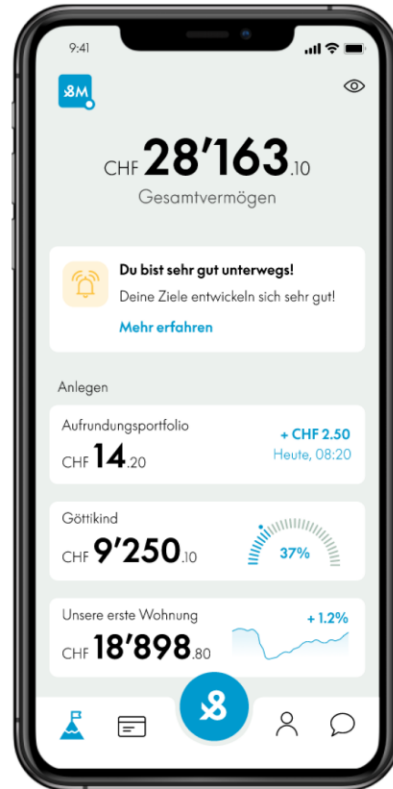 9:41
&M
CHF 28'163.10
Gesamtvermögen
Du bist sehr gut unterwegs!
Deine Ziele entwickeln sich sehr gut!
Mehr erfahren
Anlegen
Aufrundungsportfolio
+ CHF 2.50
CHF 14.20
Heute, 08:20
Göttikind
CHF 9'250.10
37%
Unsere erste Wohnung
+ 1.2%
CHF 18'898.80
&